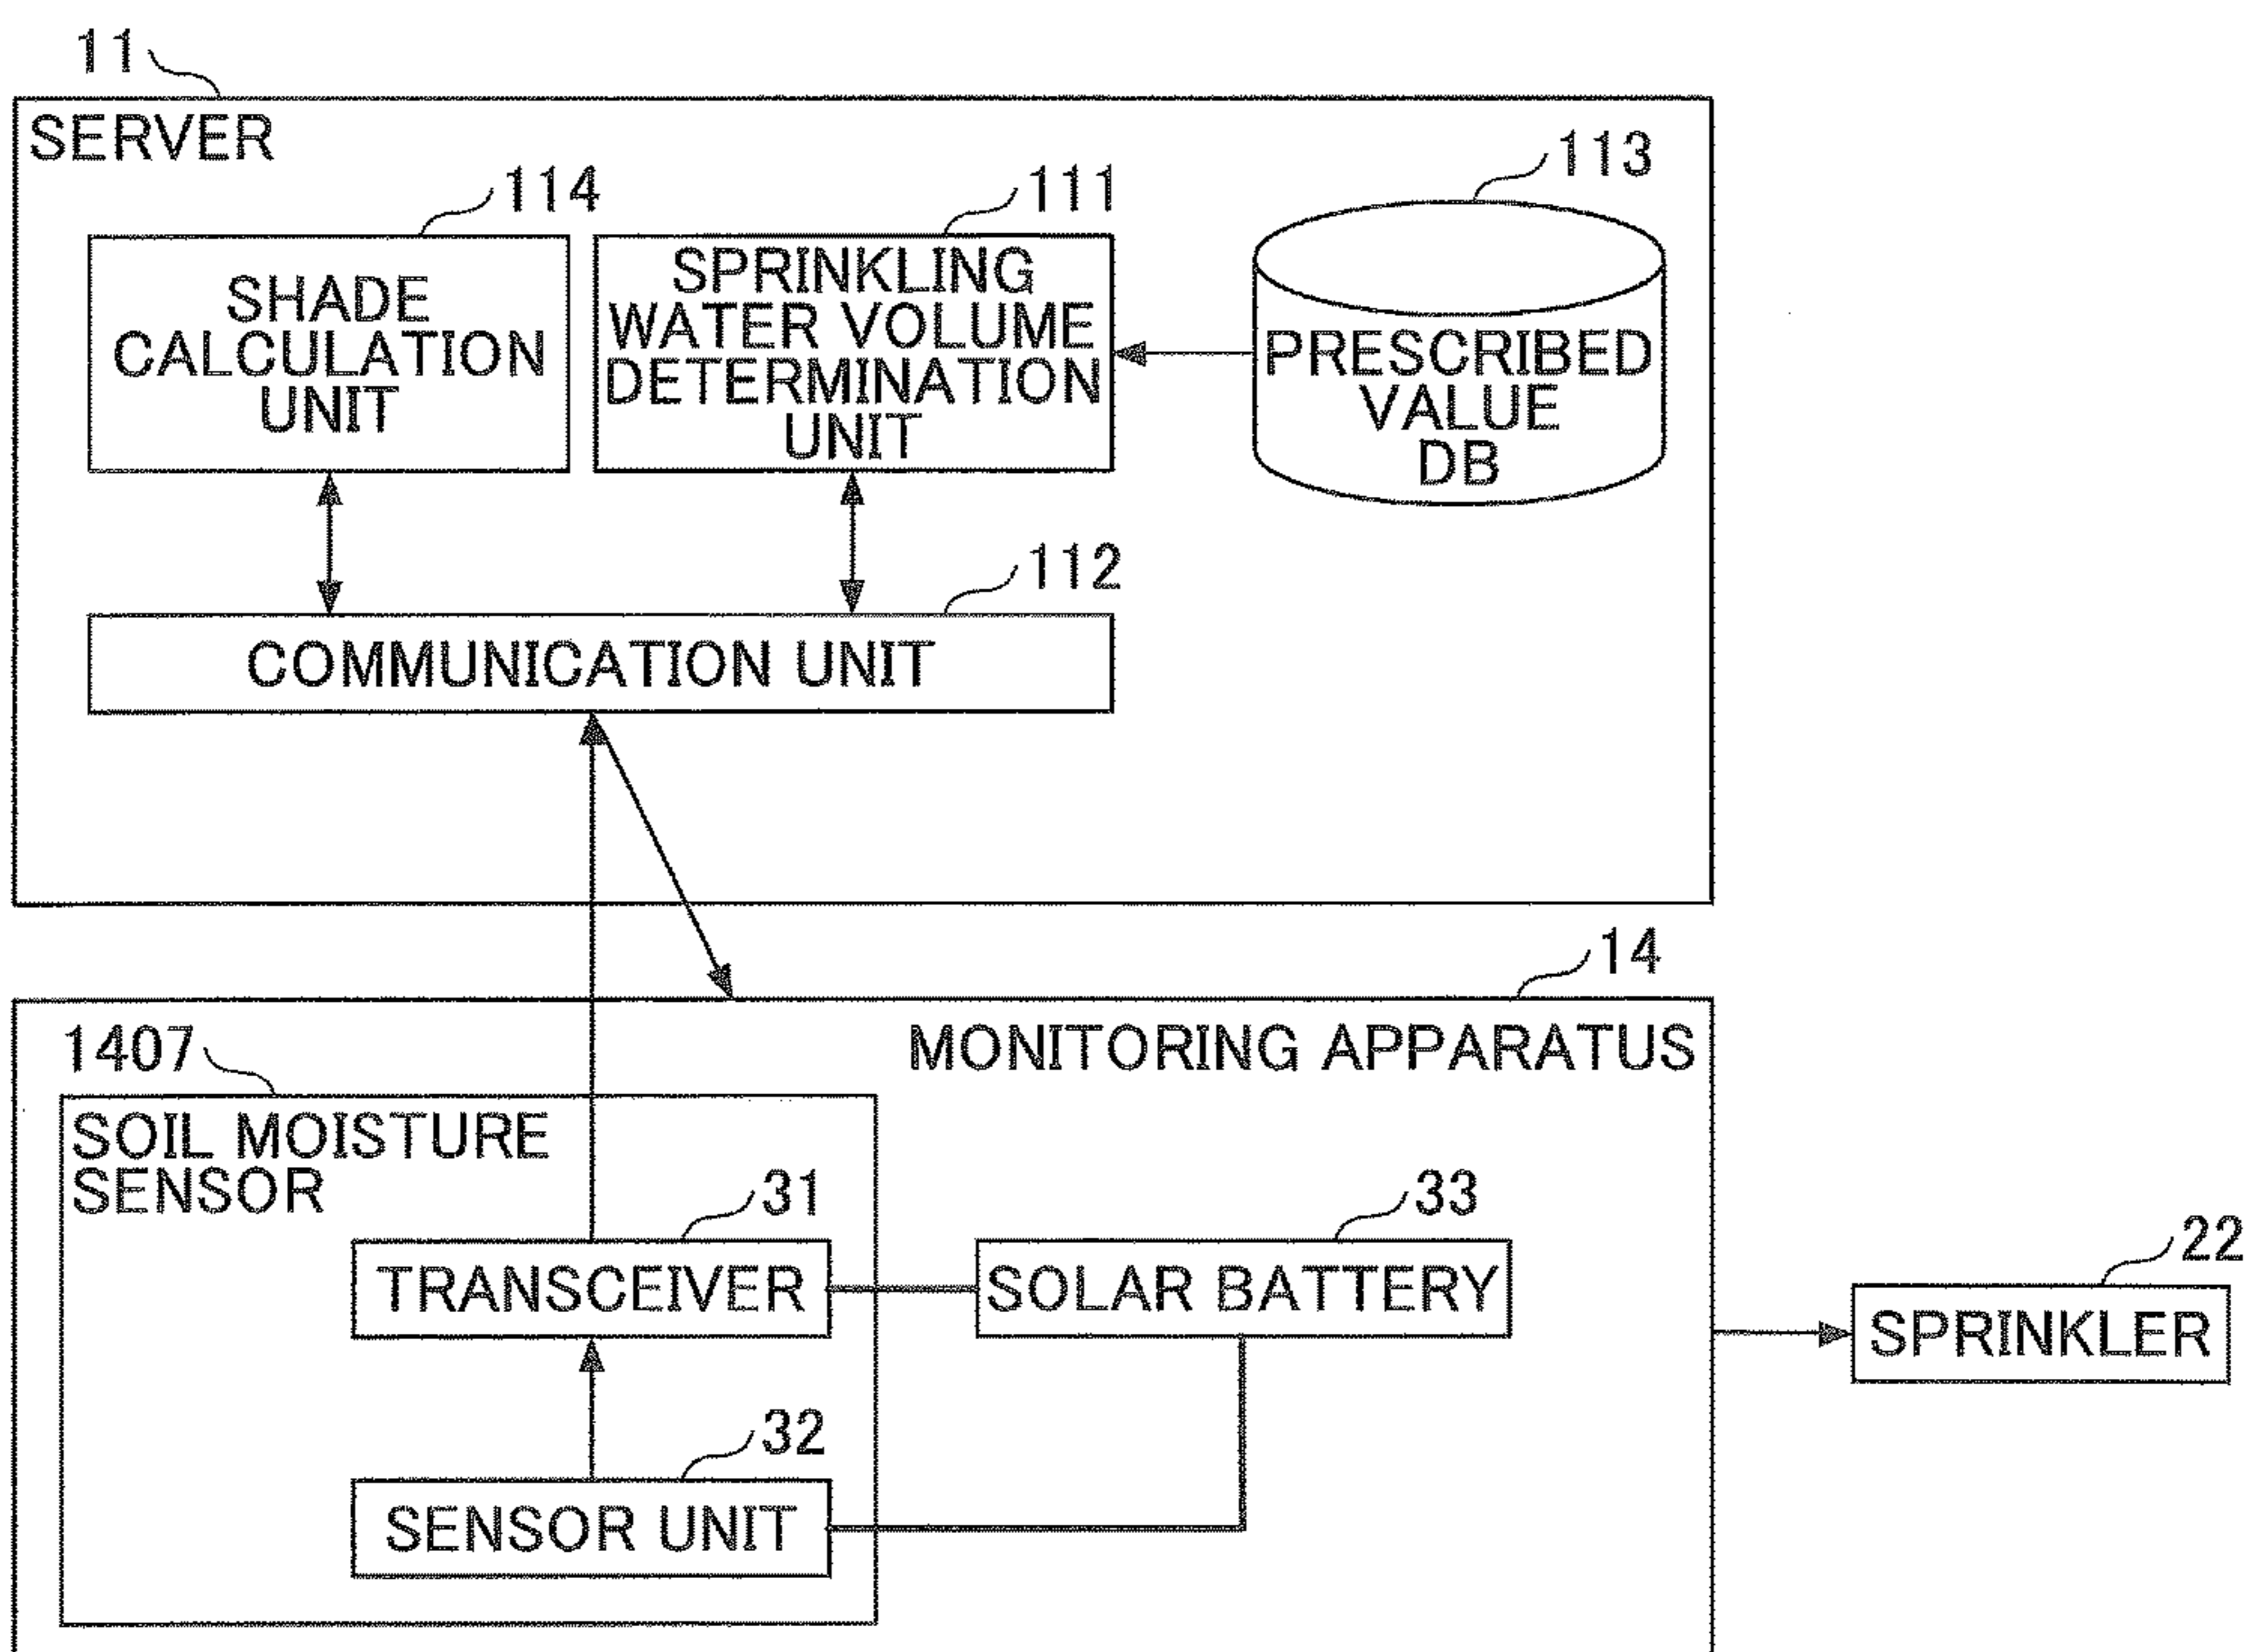 11
SERVER
114
111
113
SHADE
CALCULATION
UNIT
SPRINKLING
WATER VOLUME
DETERMINATION
UNIT
PRESCRIBED
VALUE
DB
112
COMMUNICATION UNIT
14
MONITORING APPARATUS
1407
SOIL MOISTURE
SENSOR
31
TRANSCEIVER
33
SOLAR BATTERY
22
SPRINKLER
32
SENSOR UNIT